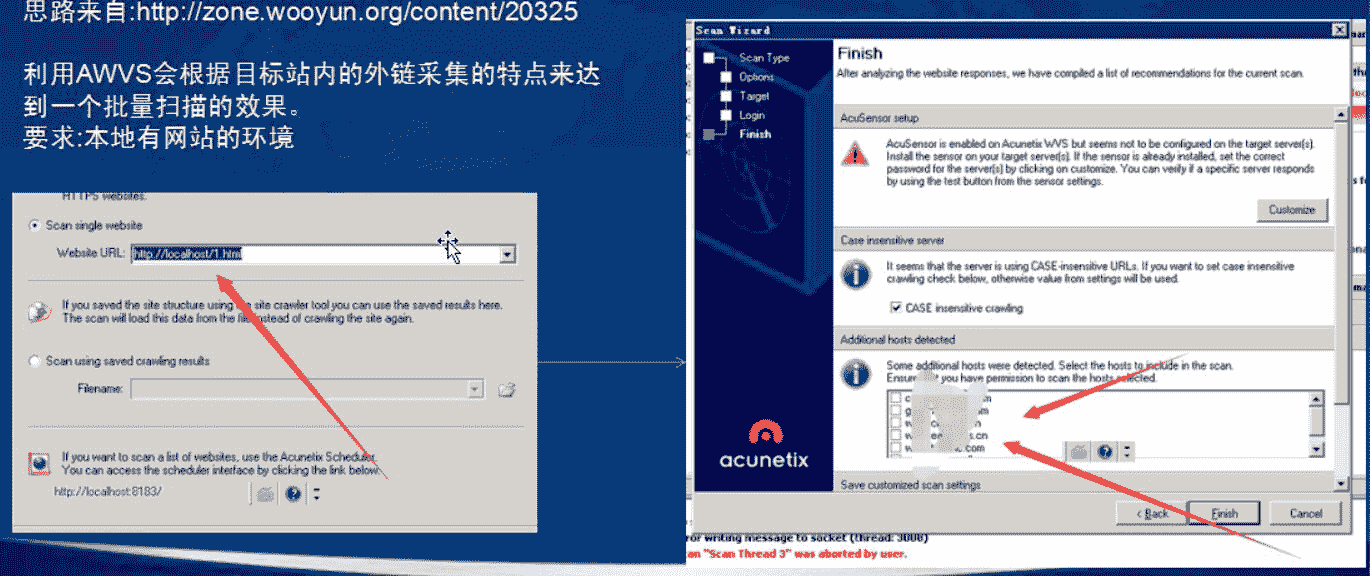 思路来自:http://zone.wooyun.org/content/20325
利用AWVS会根据目标站内的外链采集的特点来达
到一个批量扫描的效果。
要求:本地有网站的环境
HTTPS websites.
Scan single website
Website URL: http://localhost/1.html
If you saved the site structure using the site crawler tool you can use the saved results here.
The scan will load this data from the file instead of crawling the site again.
Scan using saved crawling results
Filename:
If you want to scan a list of websites, use the Acunetix Scheduler.
You can access the scheduler interface by clicking the link below.
http://localhost:8183/
Scan Wizard
Scan Type
Options
Target
Login
Finish
acunetix
Finish
After analyzing the website responses, we have compiled a list of recommendations for the current scan.
AcuSensor setup
AcuSensor is enabled on Acunetix WVS but seems not to be configured on the target server(s).
Install the sensor on your target server(s). If the sensor is already installed, set the correct
password for the server(s) by clicking on customize. You can verify if a specific server responds
by using the test button from the sensor settings.
Customize
Case insensitive server
It seems that the server is using CASE-insensitive URLs. If you want to set case insensitive
crawling check below, otherwise value from settings will be used.
CASE insensitive crawling
Additional hosts detected
Some additional hosts were detected. Select the hosts to include in the scan.
you have permission to scan the hosts selected.
.cn
.com
Save customized scan settings
< Back
Finish
Cancel
writing message to socket (thread: 3008)
"Scan Thread 3" was aborted by user.